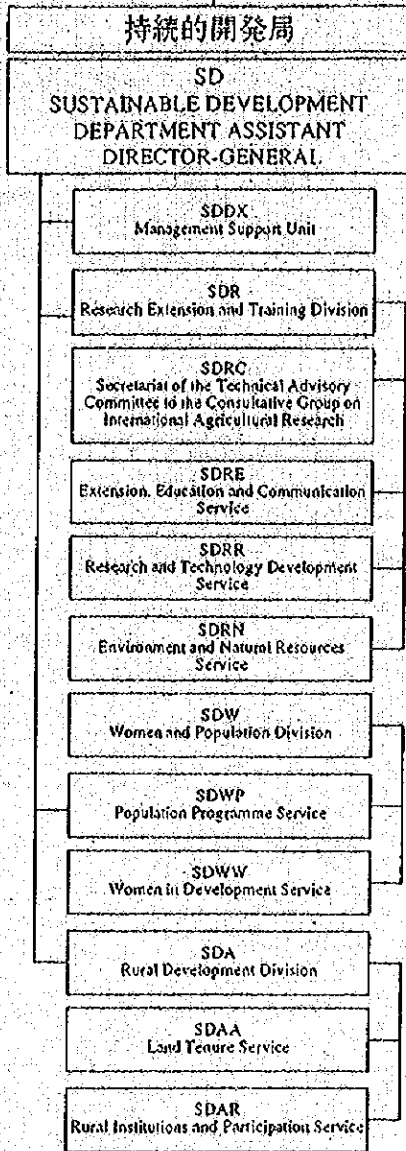 持続的開発局
SD
SUSTAINABLE DEVELOPMENT
DEPARTMENT ASSISTANT
DIRECTOR-GENERAL
SDDX
Management Support Unit
SDR
Research Extension and Training Division
SDRC
Secretariat of the Technical Advisory
Committee to the Consultative Group on
International Agricultural Research
SDRE
Extension, Education and Communication
Service
SDRR
Research and Technology Development
Service
SDRN
Environment and Natural Resources
Service
SDW
Women and Population Division
SDWP
Population Programme Service
SDWW
Women in Development Service
SDA
Rural Development Division
SDAA
Land Tenure Service
SDAR
Rural Institutions and Participation Service